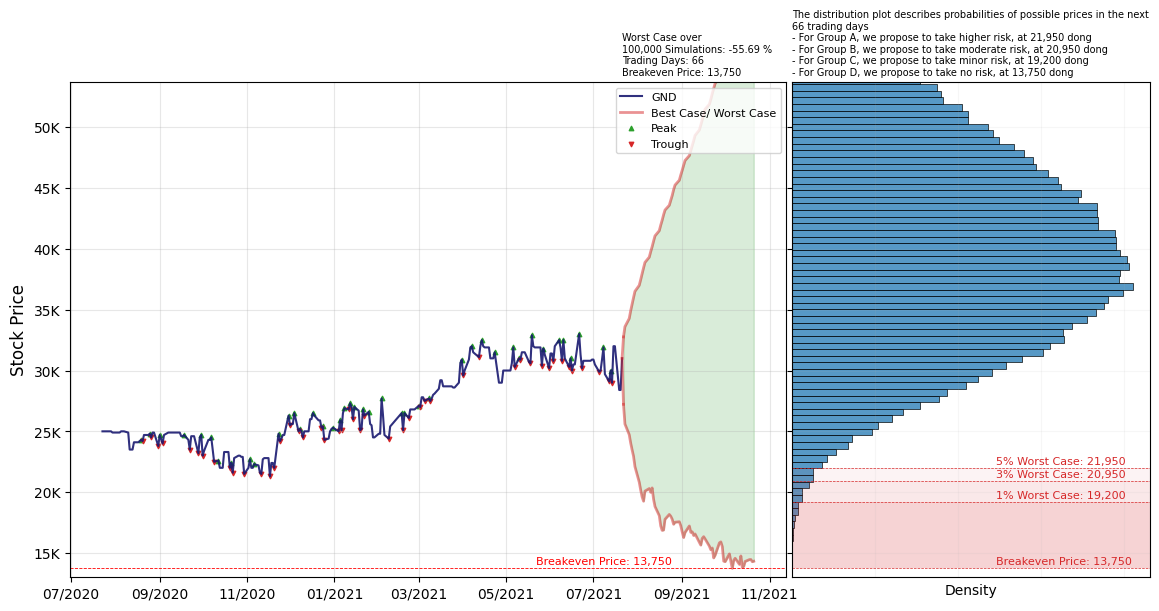 The distribution plot describes probabilities of possible prices in the next
66 trading days
- For Group A, we propose to take higher risk, at 21,950 dong
- For Group B, we propose to take moderate risk, at 20,950 dong
- For Group C, we propose to take minor risk, at 19,200 dong
- For Group D, we propose to take no risk, at 13,750 dong
Worst Case over
100,000 Simulations: -55.69 %
Trading Days: 66
Breakeven Price: 13,750
GND
Best Case/ Worst Case
Peak
Trough
Stock Price
50K
45K
40K
35K
30K
25K
20K
15K
Breakeven Price: 13,750
07/2020
09/2020
11/2020
01/2021
03/2021
05/2021
07/2021
09/2021
11/2021
5% Worst Case: 21,950
3% Worst Case: 20,950
1% Worst Case: 19,200
Breakeven Price: 13,750
Density